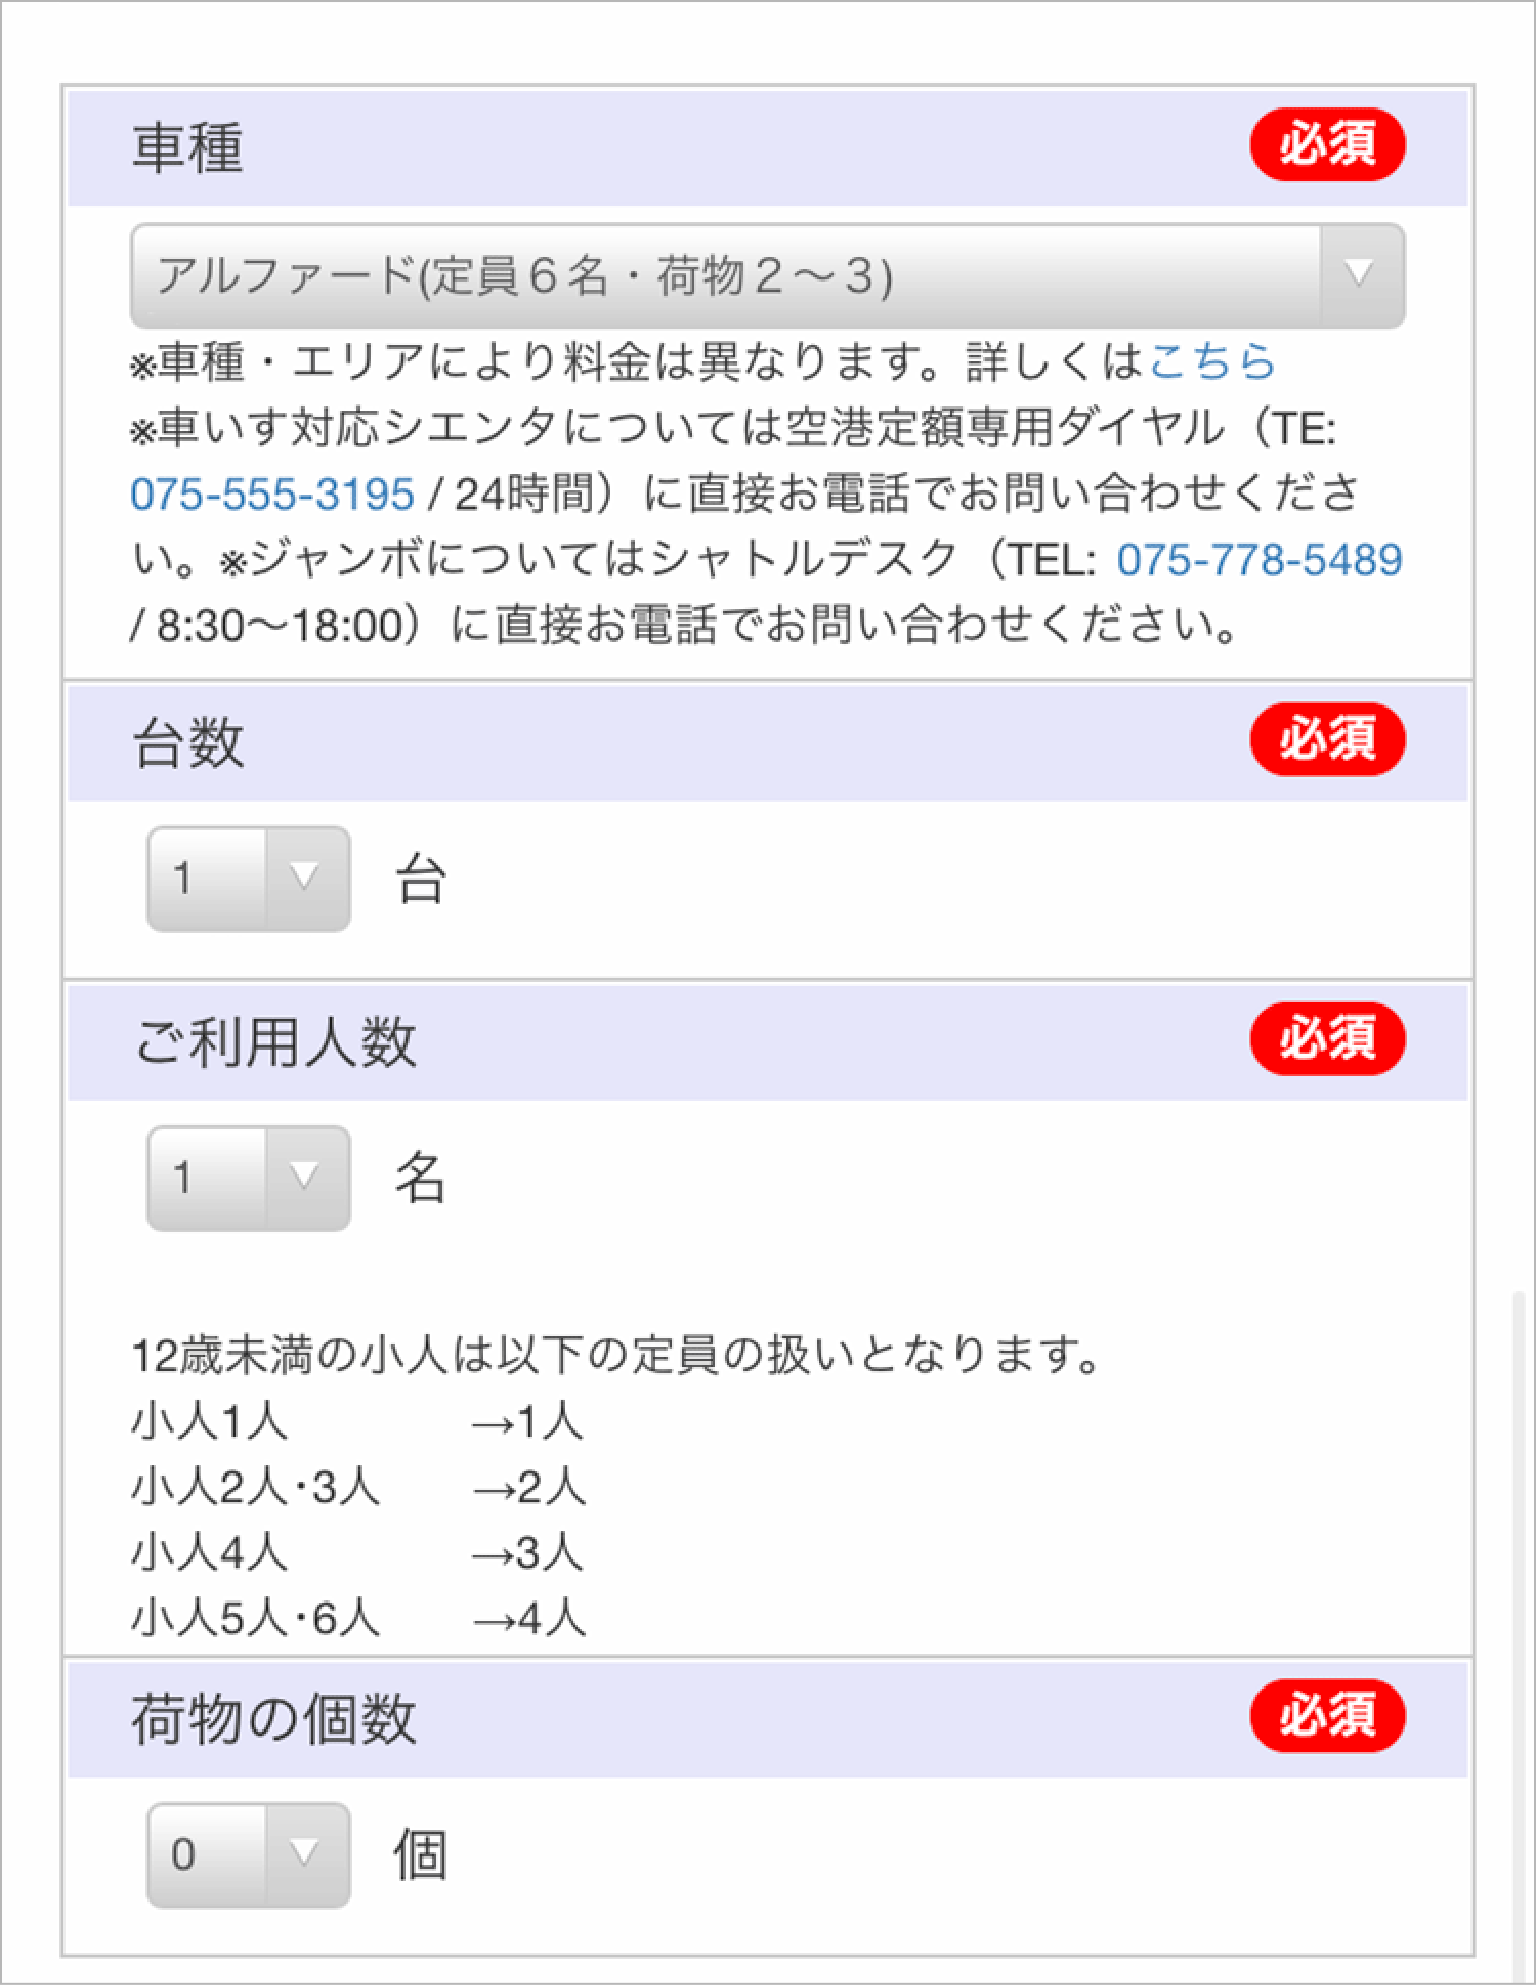 車種 必須
アルファード(定員６名・荷物２～３)
※車種・エリアにより料金は異なります。詳しくはこちら
※車いす対応シエンタについては空港定額専用ダイヤル（TE:
075-555-3195 / 24時間）に直接お電話でお問い合わせくださ
い。※ジャンボについてはシャトルデスク（TEL: 075-778-5489
/ 8:30～18:00）に直接お電話でお問い合わせください。
台数 必須
1 台
ご利用人数 必須
1 名
12歳未満の小人は以下の定員の扱いとなります。
小人1人 →1人
小人2人･3人 →2人
小人4人 →3人
小人5人･6人 →4人
荷物の個数 必須
0 個